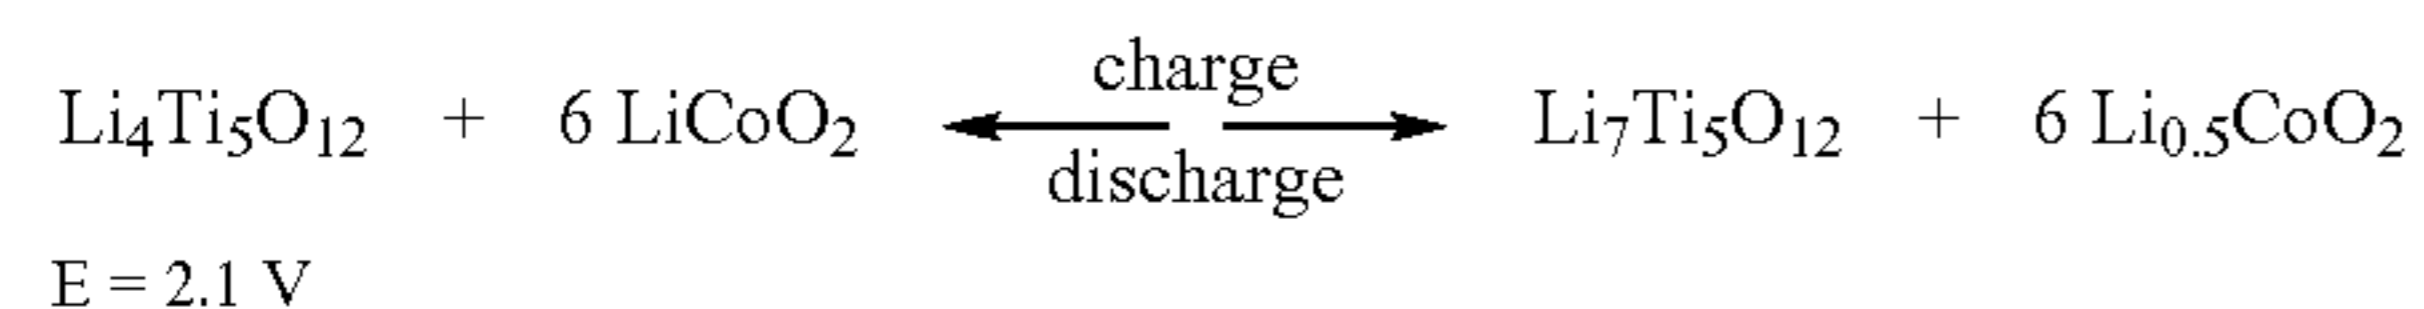 charge
Li₄Ti₅O₁₂ + 6 LiCoO₂ ⟵ ⟶ Li₇Ti₅O₁₂ + 6 Li₀.₅CoO₂
discharge
E = 2.1 V